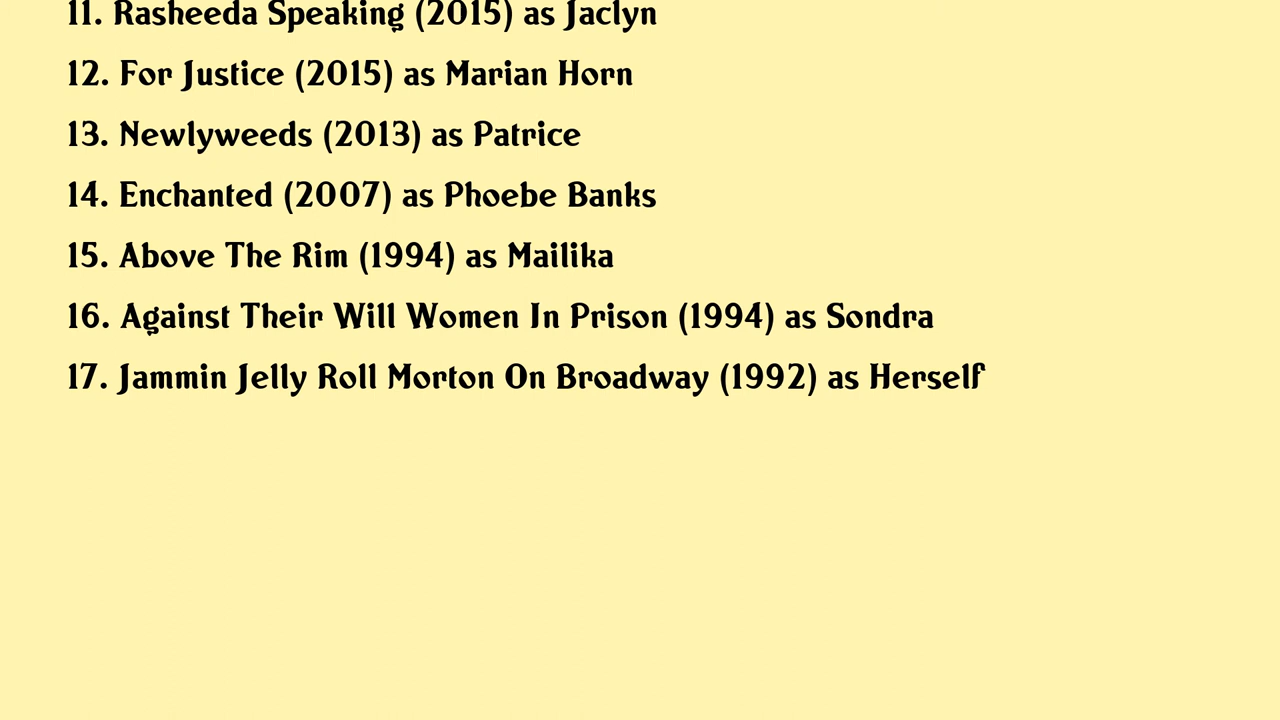 11. Rasheeda Speaking (2015) as Jaclyn
12. For Justice (2015) as Marian Horn
13. Newlyweeds (2013) as Patrice
14. Enchanted (2007) as Phoebe Banks
15. Above The Rim (1994) as Mailika
16. Against Their Will Women In Prison (1994) as Sondra
17. Jammin Jelly Roll Morton On Broadway (1992) as Herself